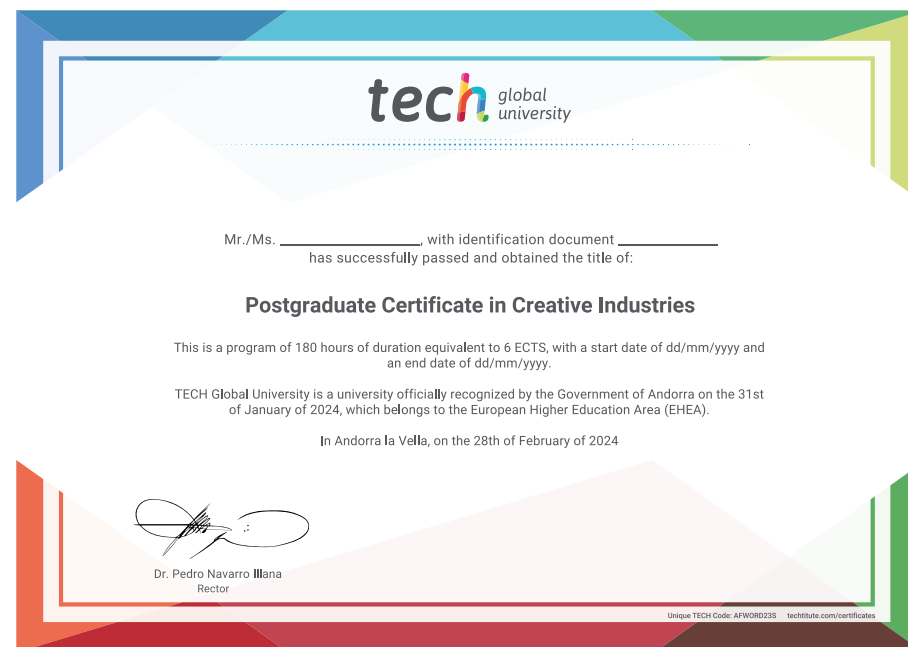 tech global university
Mr./Ms. ____________________, with identification document ______________
has successfully passed and obtained the title of:
Postgraduate Certificate in Creative Industries
This is a program of 180 hours of duration equivalent to 6 ECTS, with a start date of dd/mm/yyyy and
an end date of dd/mm/yyyy.
TECH Global University is a university officially recognized by the Government of Andorra on the 31st
of January of 2024, which belongs to the European Higher Education Area (EHEA).
In Andorra la Vella, on the 28th of February of 2024
Dr. Pedro Navarro Illana
Rector
Unique TECH Code: AFWORD23S techtitute.com/certificates